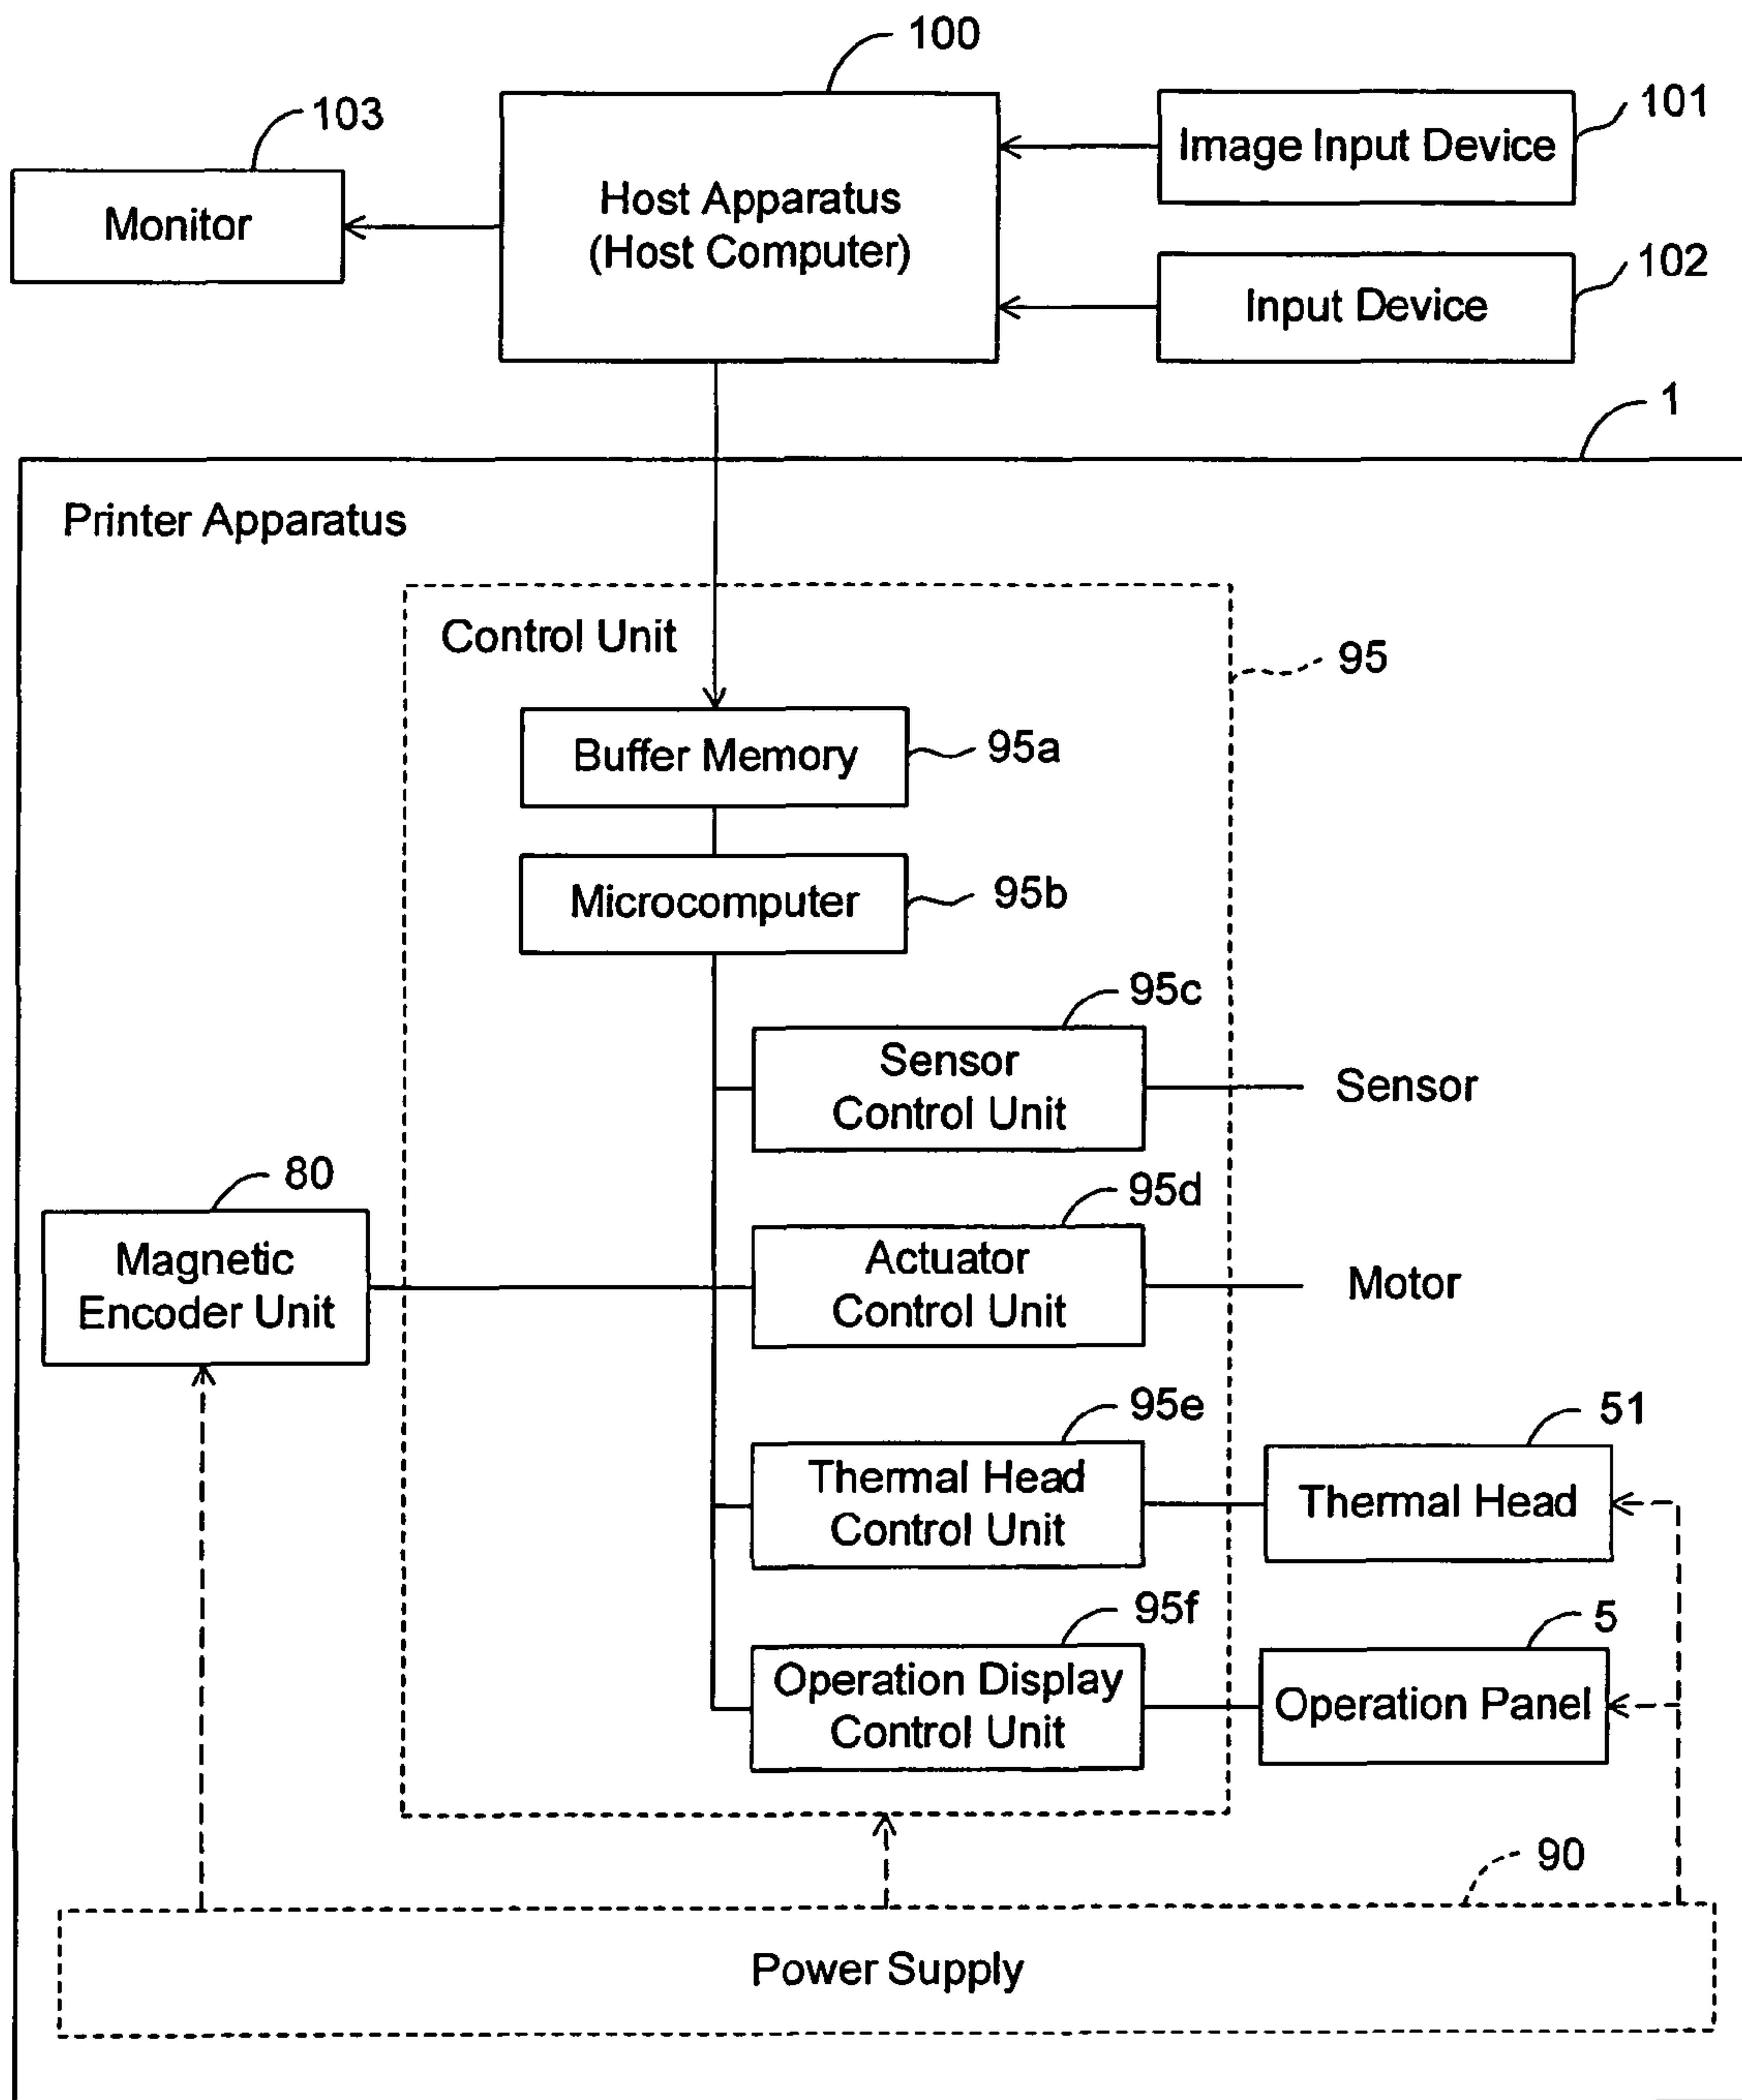 100
103
101
Image Input Device
Monitor
Host Apparatus
(Host Computer)
102
Input Device
1
Printer Apparatus
Control Unit
95
Buffer Memory
95a
Microcomputer
95b
95c
Sensor
Control Unit
Sensor
80
95d
Magnetic
Encoder Unit
Actuator
Control Unit
Motor
95e
51
Thermal Head
Control Unit
Thermal Head
95f
5
Operation Display
Control Unit
Operation Panel
90
Power Supply